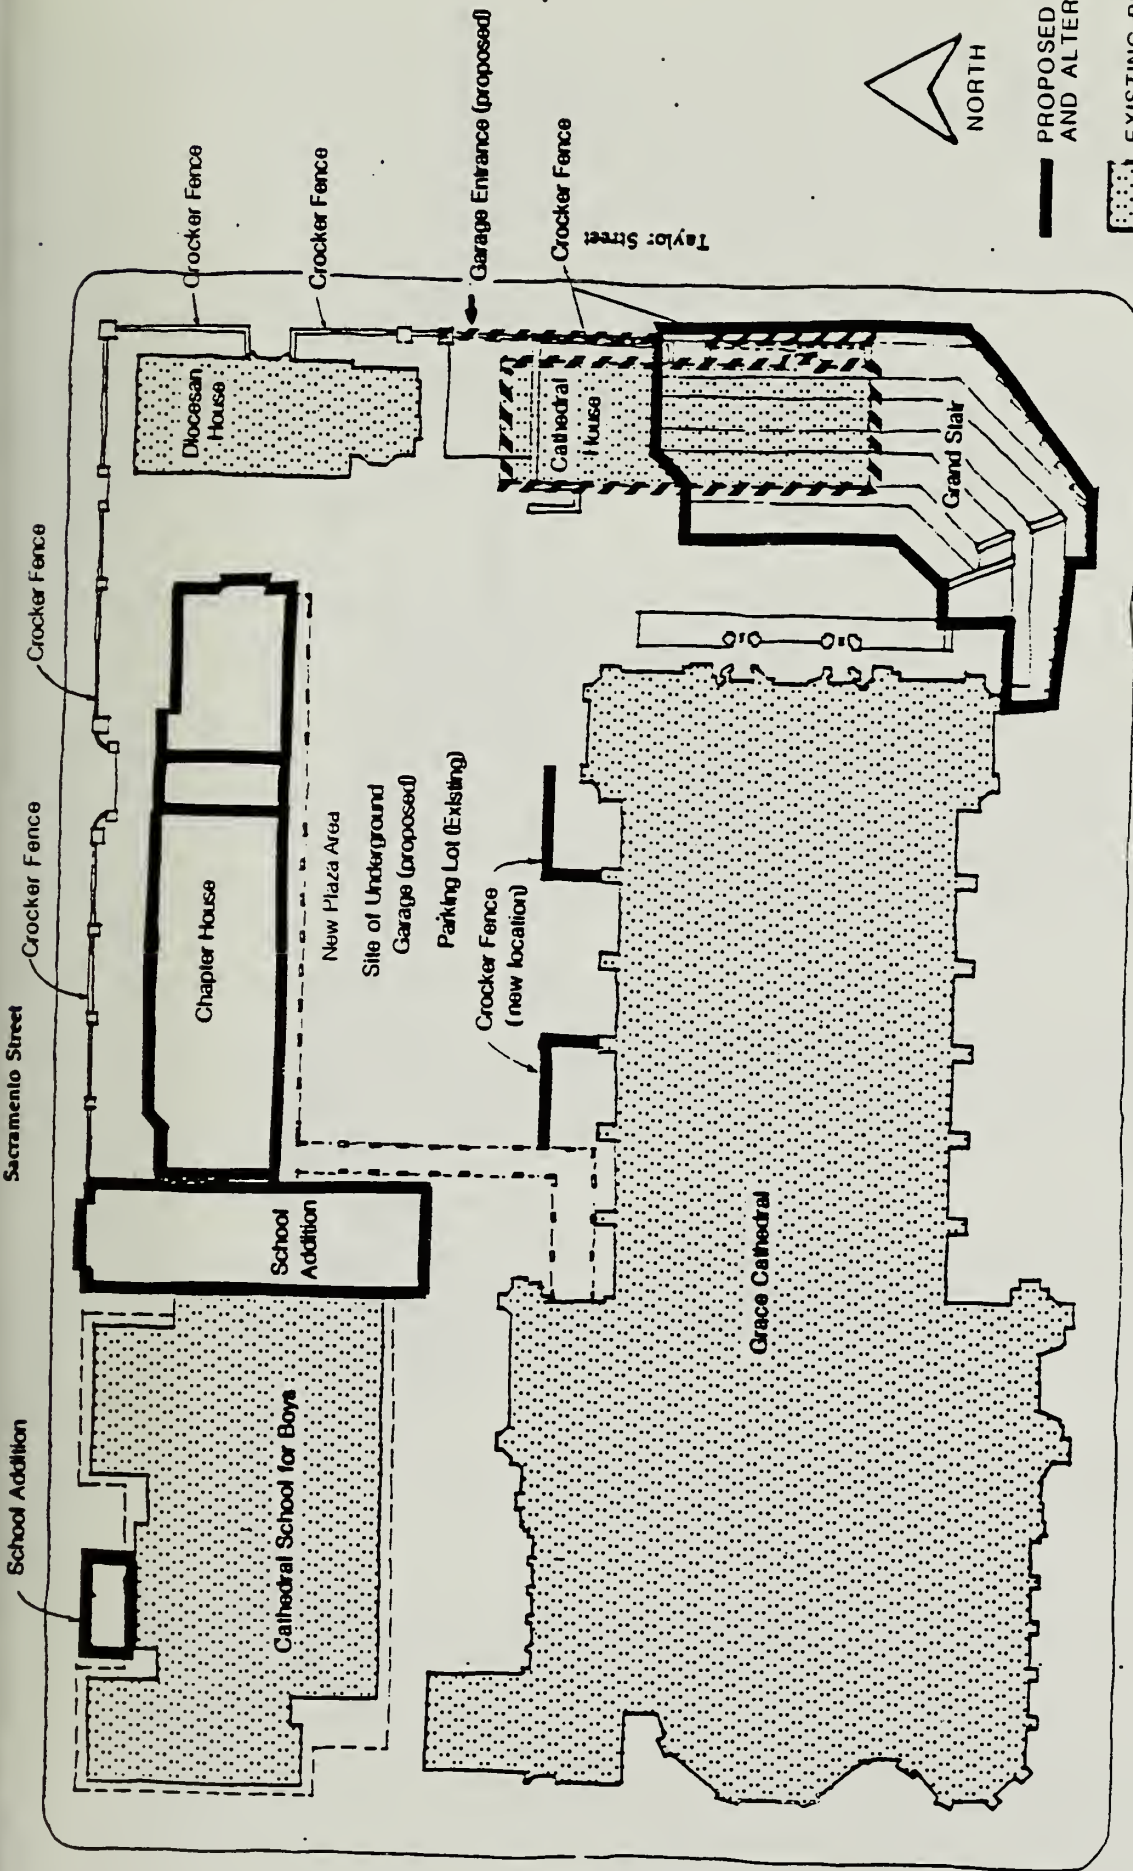 Sacramento Street
School Addition
Crocker Fence
Crocker Fence
Crocker Fence
Crocker Fence
Garage Entrance (proposed)
Crocker Fence
Taylor Street
Diocesan
House
Cathedral
House
Grand Stair
Chapter House
School
Addition
Cathedral School for Boys
New Plaza Area
Site of Underground
Garage (proposed)
Parking Lot (Existing)
Crocker Fence
(new location)
Grace Cathedral
NORTH
PROPOSED
AND ALTER
EXISTING